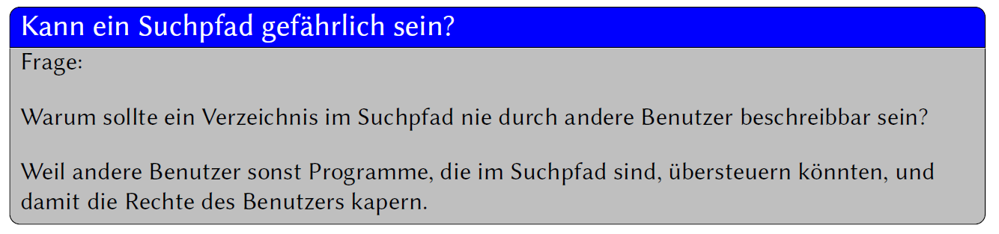 Kann ein Suchpfad gefährlich sein?
Frage:
Warum sollte ein Verzeichnis im Suchpfad nie durch andere Benutzer beschreibbar sein?
Weil andere Benutzer sonst Programme, die im Suchpfad sind, übersteuern könnten, und
damit die Rechte des Benutzers kapern.